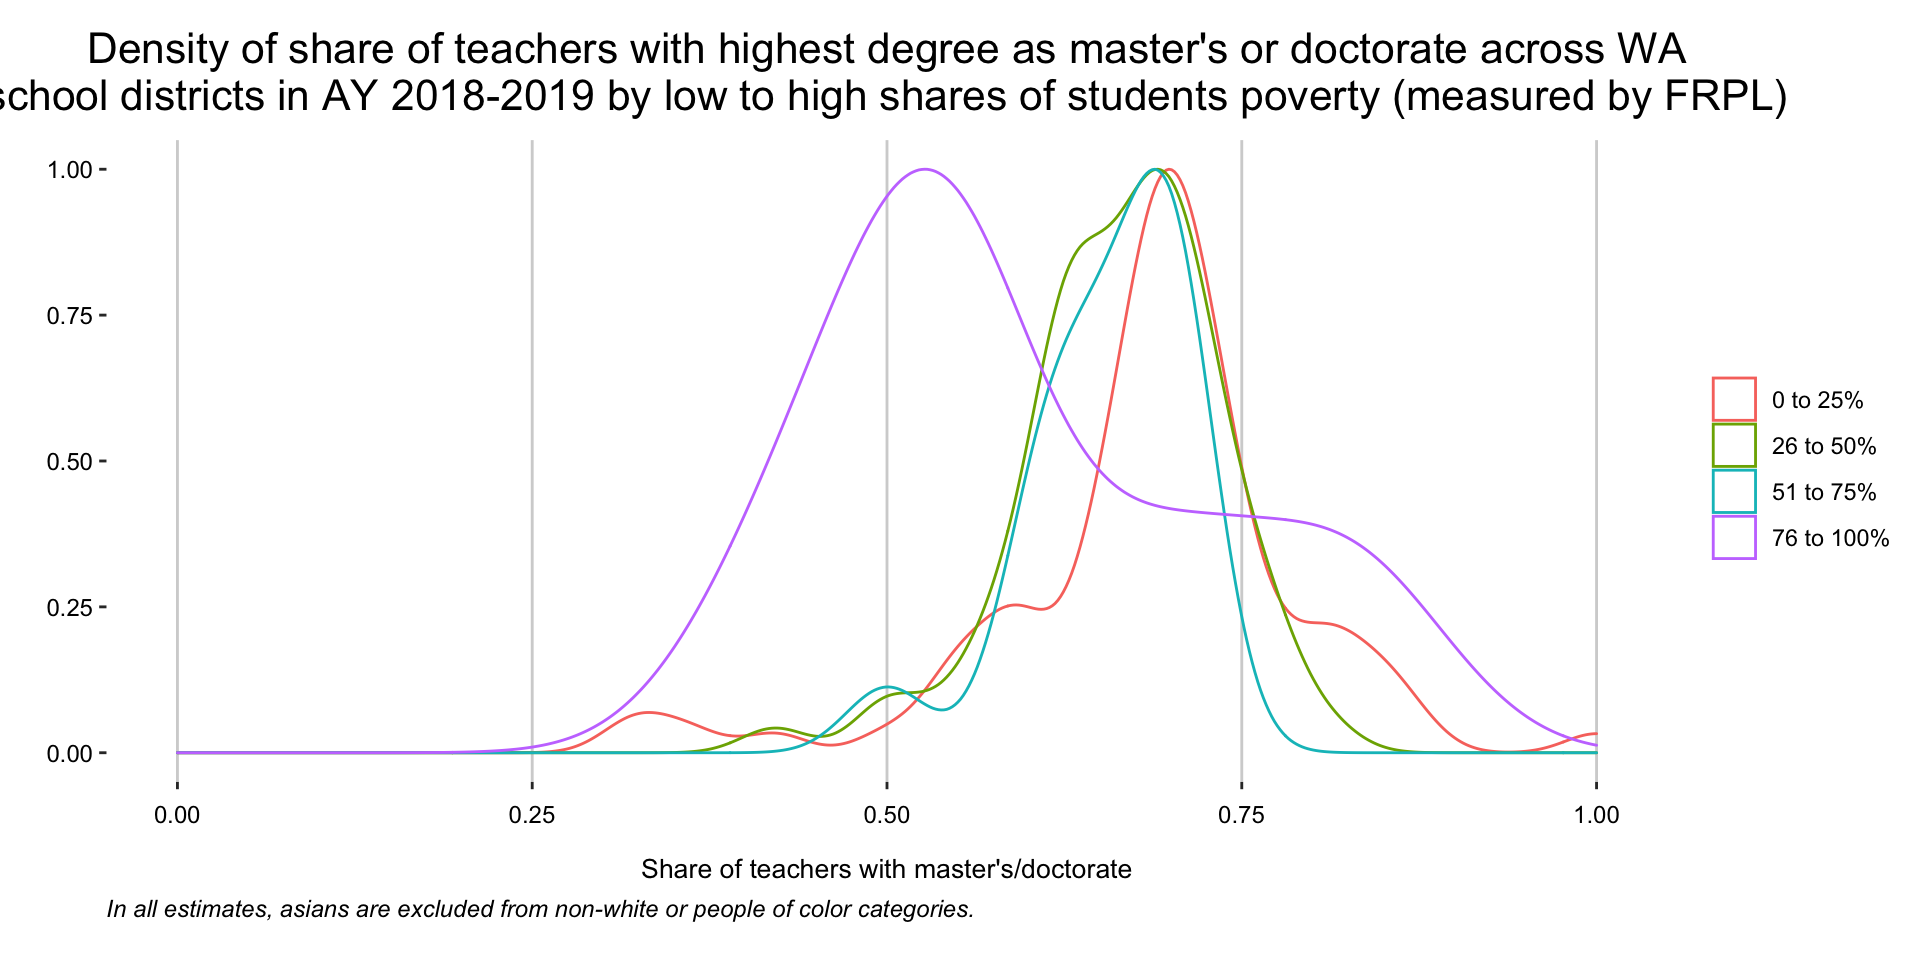 Density of share of teachers with highest degree as master's or doctorate across WA
school districts in AY 2018-2019 by low to high shares of students poverty (measured by FRPL)
1.00
0.75
0.50
0.25
0.00
0.00 0.25 0.50 0.75 1.00
Share of teachers with master's/doctorate
In all estimates, asians are excluded from non-white or people of color categories.
0 to 25%
26 to 50%
51 to 75%
76 to 100%